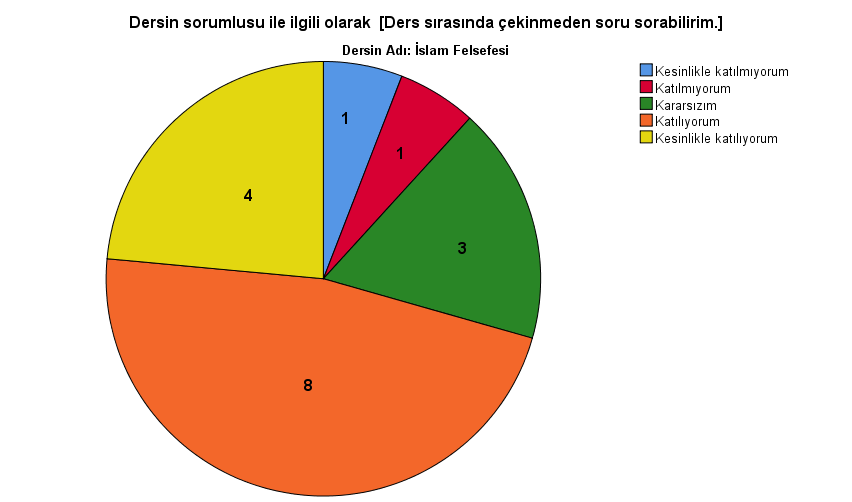 Dersin sorumlusu ile ilgili olarak  [Ders sırasında çekinmeden soru sorabilirim.]
Dersin Adı: İslam Felsefesi
Kesinlikle katılmıyorum
Katılmıyorum
Kararsızım
Katılıyorum
Kesinlikle katılıyorum
1
1
4
3
8